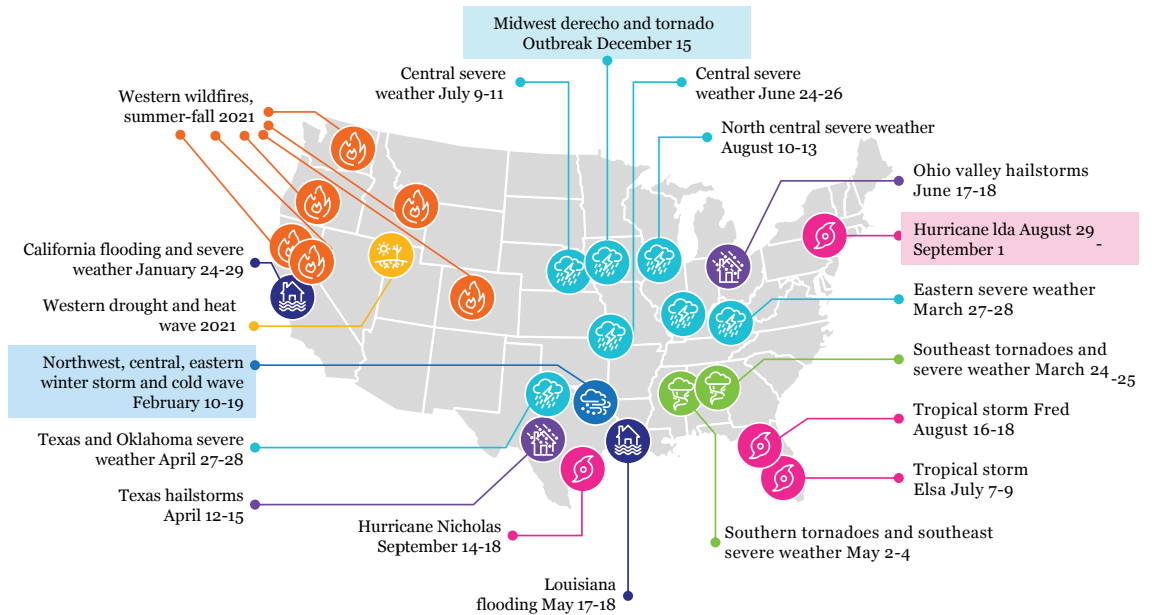 Midwest derecho and tornado
Outbreak December 15
Central severe
weather July 9-11
Central severe
weather June 24-26
Western wildfires,
summer-fall 2021
North central severe weather
August 10-13
Ohio valley hailstorms
June 17-18
Hurricane lda August 29
September 1 -
California flooding and severe
weather January 24-29
Western drought and heat
wave 2021
Eastern severe weather
March 27-28
Northwest, central, eastern
winter storm and cold wave
February 10-19
Southeast tornadoes and
severe weather March 24 -25
Texas and Oklahoma severe
weather April 27-28
Tropical storm Fred
August 16-18
Texas hailstorms
April 12-15
Tropical storm
Elsa July 7-9
Hurricane Nicholas
September 14-18
Southern tornadoes and southeast
severe weather May 2-4
Louisiana
flooding May 17-18